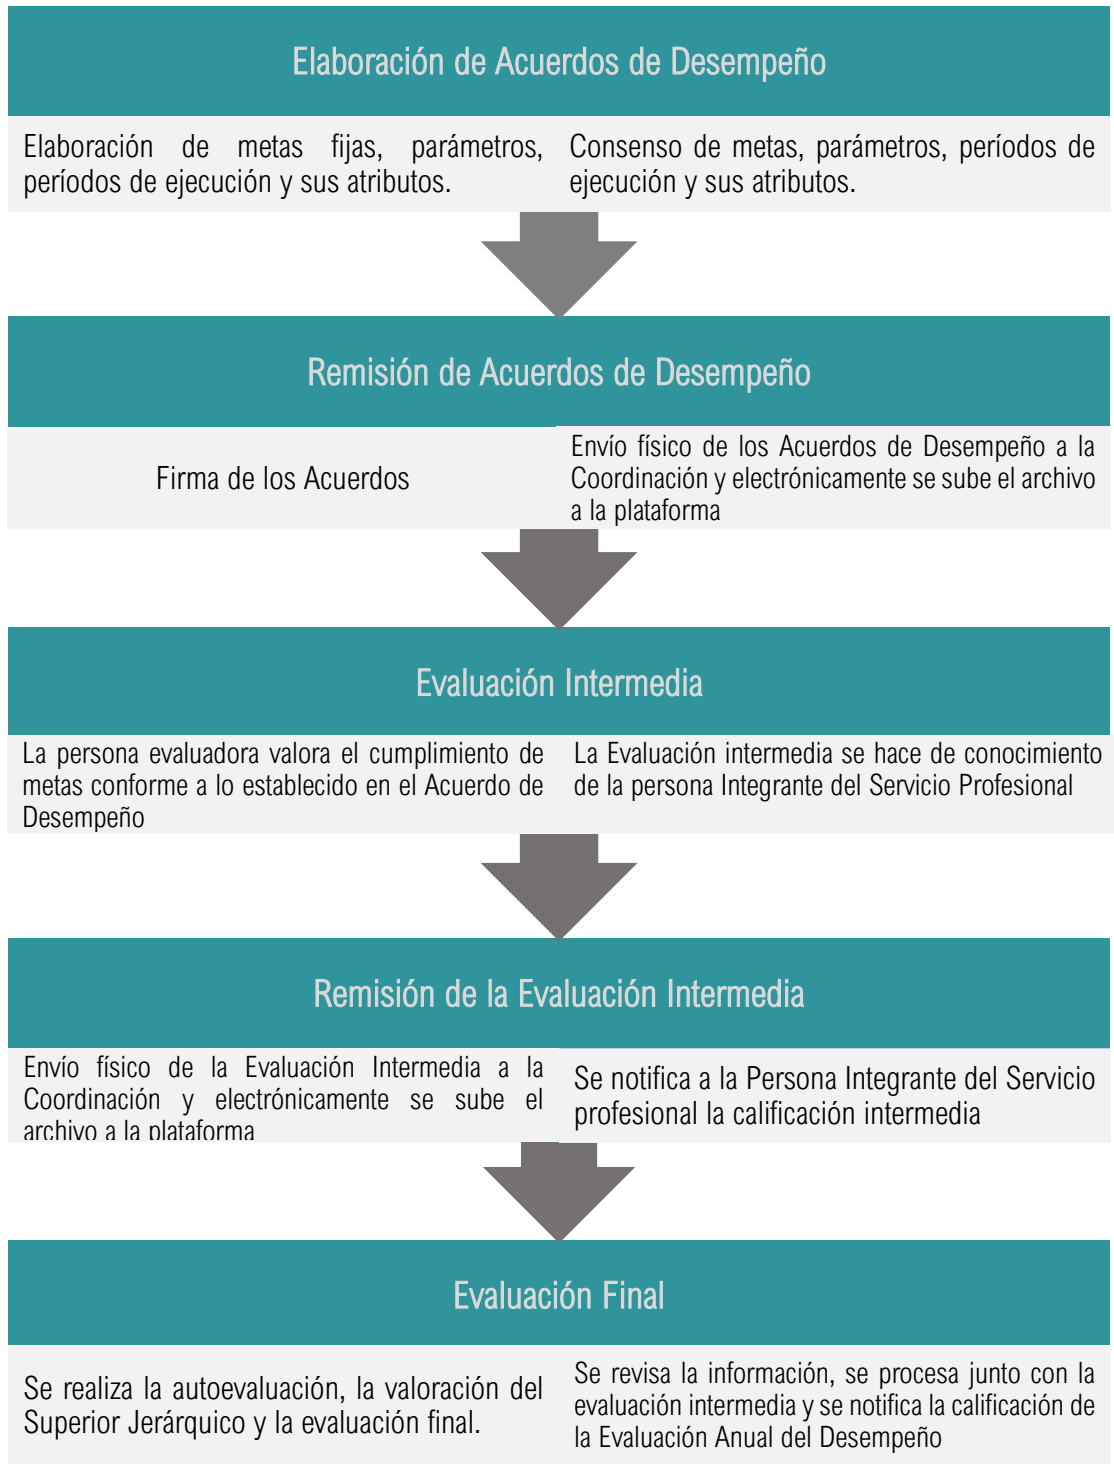 Elaboración de Acuerdos de Desempeño
Elaboración de metas fijas, parámetros,
períodos de ejecución y sus atributos.
Consenso de metas, parámetros, períodos de
ejecución y sus atributos.
Remisión de Acuerdos de Desempeño
Firma de los Acuerdos
Envío físico de los Acuerdos de Desempeño a la
Coordinación y electrónicamente se sube el archivo
a la plataforma
Evaluación Intermedia
La persona evaluadora valora el cumplimiento de
metas conforme a lo establecido en el Acuerdo de
Desempeño
La Evaluación intermedia se hace de conocimiento
de la persona Integrante del Servicio Profesional
Remisión de la Evaluación Intermedia
Envío físico de la Evaluación Intermedia a la
Coordinación y electrónicamente se sube el
archivo a la plataforma
Se notifica a la Persona Integrante del Servicio
profesional la calificación intermedia
Evaluación Final
Se realiza la autoevaluación, la valoración del
Superior Jerárquico y la evaluación final.
Se revisa la información, se procesa junto con la
evaluación intermedia y se notifica la calificación de
la Evaluación Anual del Desempeño